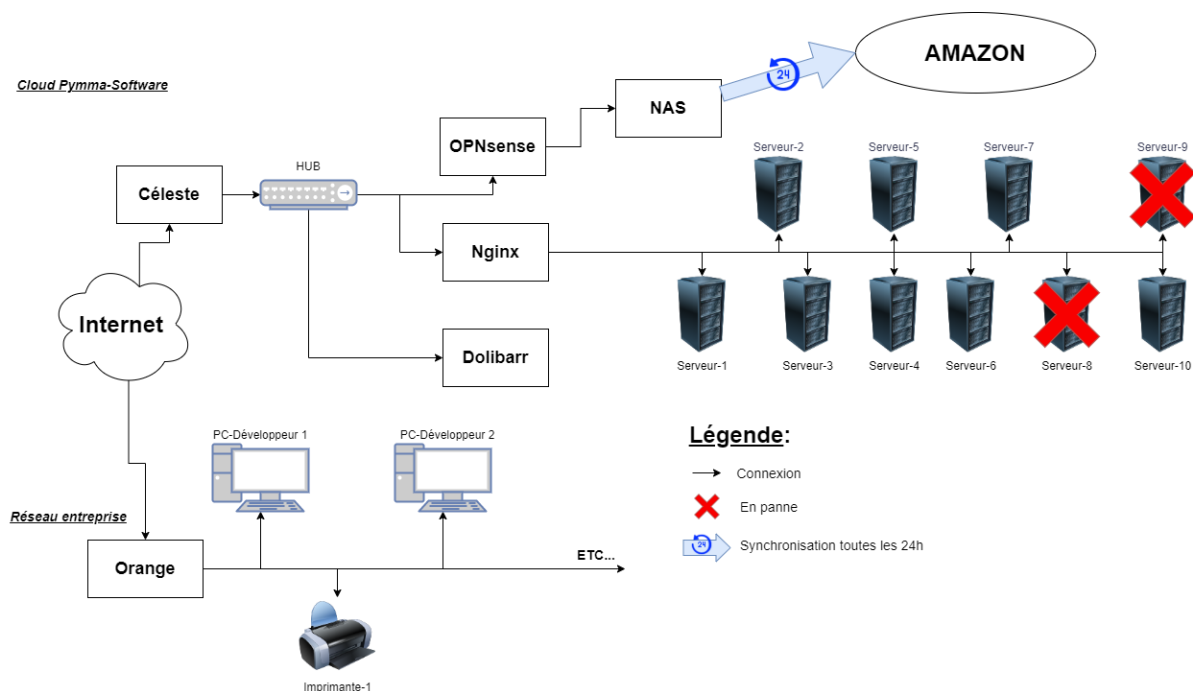 AMAZON
24
Cloud Pymma-Software
NAS
OPNsense
Serveur-2
Serveur-5
Serveur-7
Serveur-9
HUB
Céleste
Nginx
Internet
Dolibarr
Serveur-1
Serveur-3
Serveur-4
Serveur-6
Serveur-8
Serveur-10
PC-Développeur 1
PC-Développeur 2
Légende:
Connexion
En panne
24
Synchronisation toutes les 24h
Réseau entreprise
Orange
ETC...
Imprimante-1